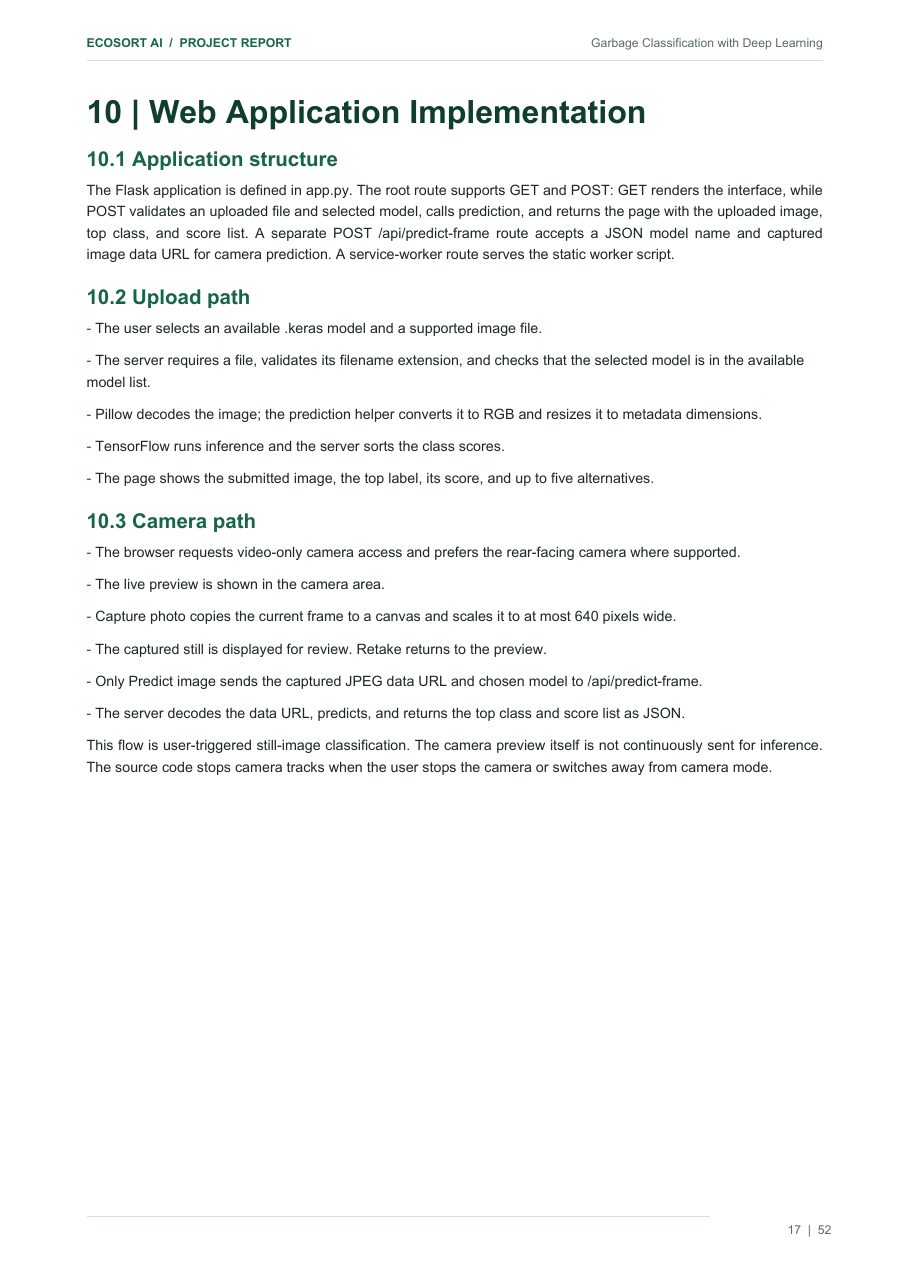 ECOSORT AI / PROJECT REPORT
Garbage Classification with Deep Learning
10 | Web Application Implementation
10.1 Application structure
The Flask application is defined in app.py. The root route supports GET and POST: GET renders the interface, while
POST validates an uploaded file and selected model, calls prediction, and returns the page with the uploaded image,
top class, and score list. A separate POST /api/predict-frame route accepts a JSON model name and captured
image data URL for camera prediction. A service-worker route serves the static worker script.
10.2 Upload path
- The user selects an available .keras model and a supported image file.
- The server requires a file, validates its filename extension, and checks that the selected model is in the available
model list.
- Pillow decodes the image; the prediction helper converts it to RGB and resizes it to metadata dimensions.
- TensorFlow runs inference and the server sorts the class scores.
- The page shows the submitted image, the top label, its score, and up to five alternatives.
10.3 Camera path
- The browser requests video-only camera access and prefers the rear-facing camera where supported.
- The live preview is shown in the camera area.
- Capture photo copies the current frame to a canvas and scales it to at most 640 pixels wide.
- The captured still is displayed for review. Retake returns to the preview.
- Only Predict image sends the captured JPEG data URL and chosen model to /api/predict-frame.
- The server decodes the data URL, predicts, and returns the top class and score list as JSON.
This flow is user-triggered still-image classification. The camera preview itself is not continuously sent for inference.
The source code stops camera tracks when the user stops the camera or switches away from camera mode.
17 | 52